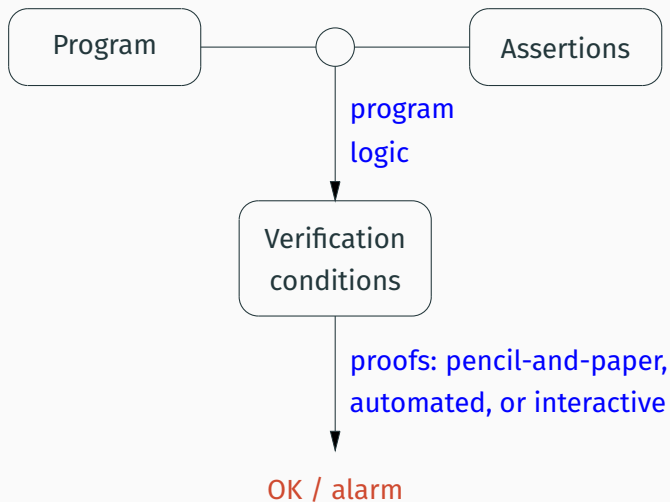 Program
Assertions
program
logic
Verification
conditions
proofs: pencil-and-paper,
automated, or interactive
OK / alarm